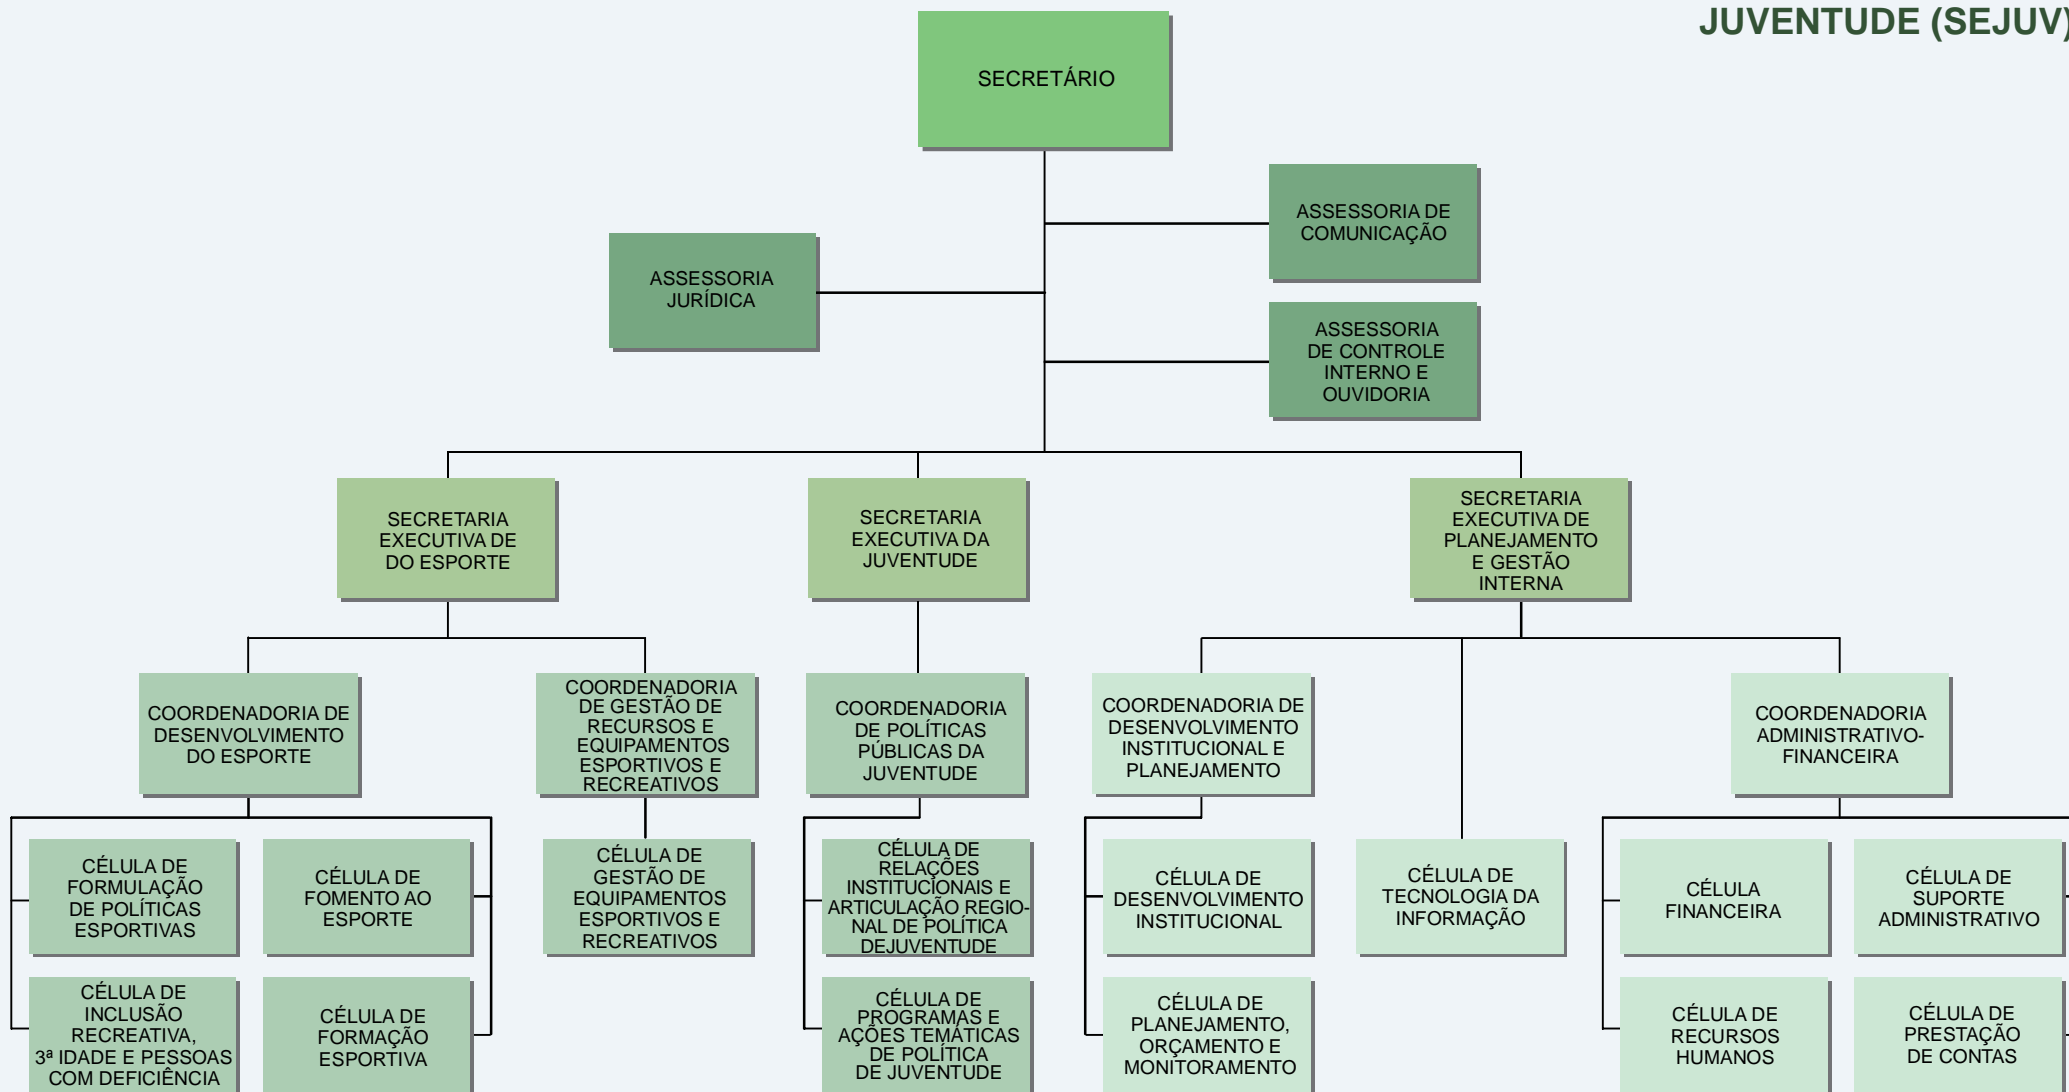 JUVENTUDE (SEJUV)
SECRETÁRIO
ASSESSORIA DE
COMUNICAÇÃO
ASSESSORIA
JURÍDICA
ASSESSORIA
DE CONTROLE
INTERNO E
OUVIDORIA
SECRETARIA
EXECUTIVA DE
DO ESPORTE
SECRETARIA
EXECUTIVA DA
JUVENTUDE
SECRETARIA
EXECUTIVA DE
PLANEJAMENTO
E GESTÃO
INTERNA
COORDENADORIA DE
DESENVOLVIMENTO
DO ESPORTE
COORDENADORIA
DE GESTÃO DE
RECURSOS E
EQUIPAMENTOS
ESPORTIVOS E
RECREATIVOS
COORDENADORIA
DE POLÍTICAS
PÚBLICAS DA
JUVENTUDE
COORDENADORIA DE
DESENVOLVIMENTO
INSTITUCIONAL E
PLANEJAMENTO
COORDENADORIA
ADMINISTRATIVO-
FINANCEIRA
CÉLULA DE
FORMULAÇÃO
DE POLÍTICAS
ESPORTIVAS
CÉLULA DE
FOMENTO AO
ESPORTE
CÉLULA DE
GESTÃO DE
EQUIPAMENTOS
ESPORTIVOS E
RECREATIVOS
CÉLULA DE
RELAÇÕES
INSTITUCIONAIS E
ARTICULAÇÃO REGIO-
NAL DE POLÍTICA
DEJUVENTUDE
CÉLULA DE
DESENVOLVIMENTO
INSTITUCIONAL
CÉLULA DE
TECNOLOGIA DA
INFORMAÇÃO
CÉLULA
FINANCEIRA
CÉLULA DE
SUPORTE
ADMINISTRATIVO
CÉLULA DE
INCLUSÃO
RECREATIVA,
3ª IDADE E PESSOAS
COM DEFICIÊNCIA
CÉLULA DE
FORMAÇÃO
ESPORTIVA
CÉLULA DE
PROGRAMAS E
AÇÕES TEMÁTICAS
DE POLÍTICA
DE JUVENTUDE
CÉLULA DE
PLANEJAMENTO,
ORÇAMENTO E
MONITORAMENTO
CÉLULA DE
RECURSOS
HUMANOS
CÉLULA DE
PRESTAÇÃO
DE CONTAS